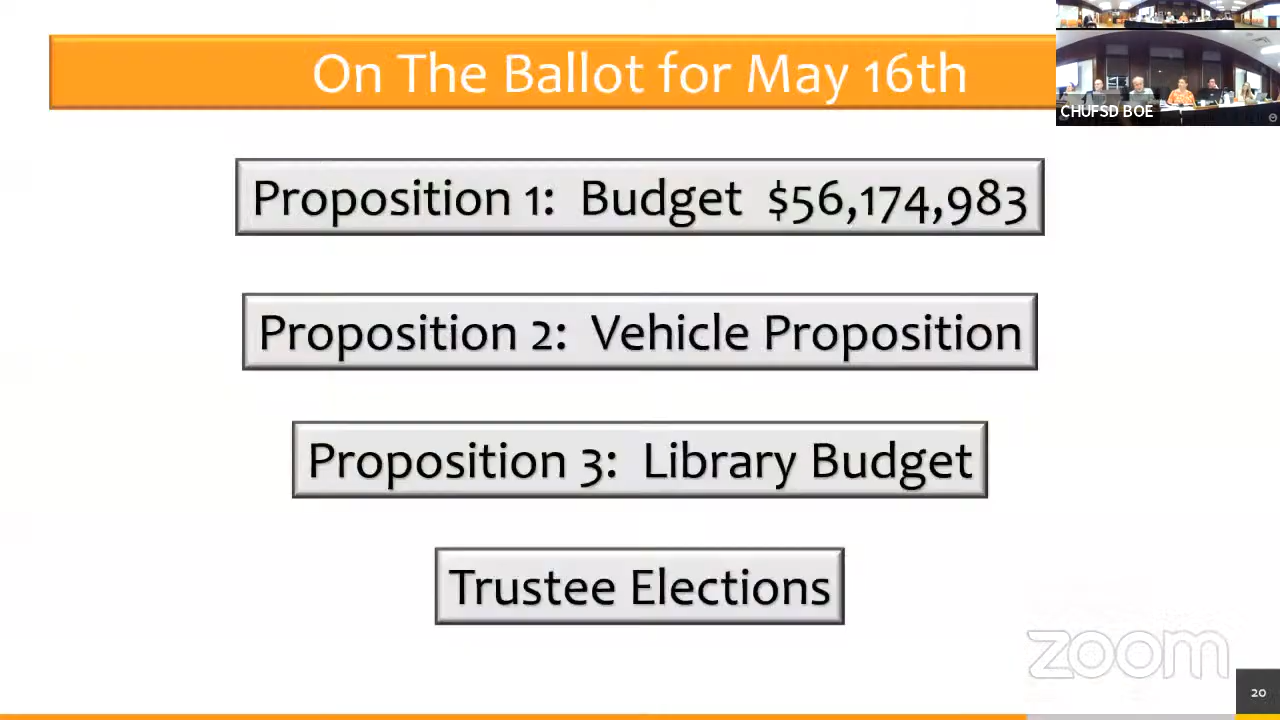 On The Ballot for May 16th
CHUFSD BOE
Proposition 1: Budget $56,174,983
Proposition 2: Vehicle Proposition
Proposition 3: Library Budget
Trustee Elections
zoom
20